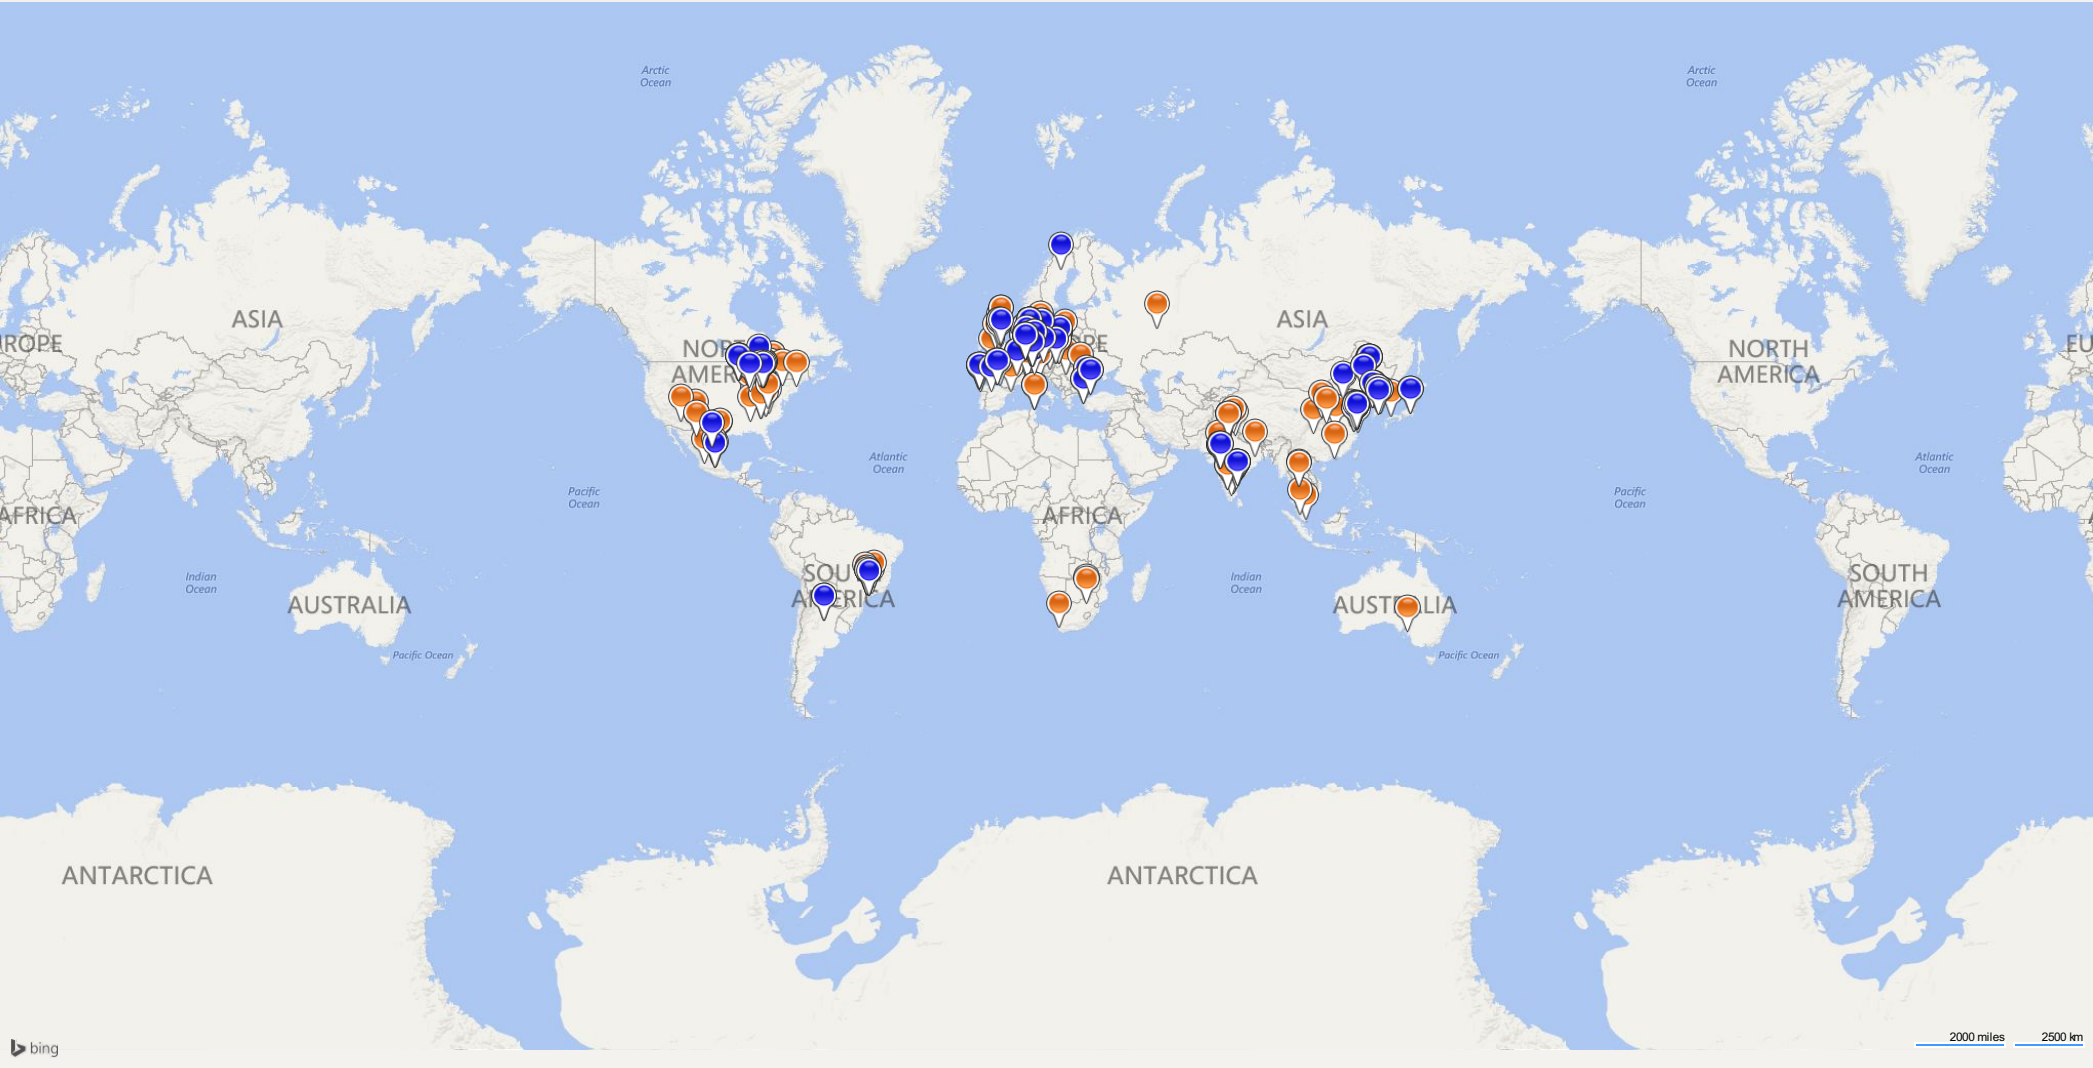 Arctic
Ocean
Arctic
Ocean
ASIA
ASIA
UROPE
NORTH
AMERICA
EU
NORTH
AMERICA
Atlantic
Ocean
Atlantic
Ocean
Pacific
Ocean
Pacific
Ocean
AFRICA
AFRICA
SOUTH
AMERICA
Indian
Ocean
Indian
Ocean
SOUTH
AMERICA
AUSTRALIA
AUSTRALIA
Pacific Ocean
Pacific Ocean
ANTARCTICA
ANTARCTICA
bing
2000 miles
2500 km